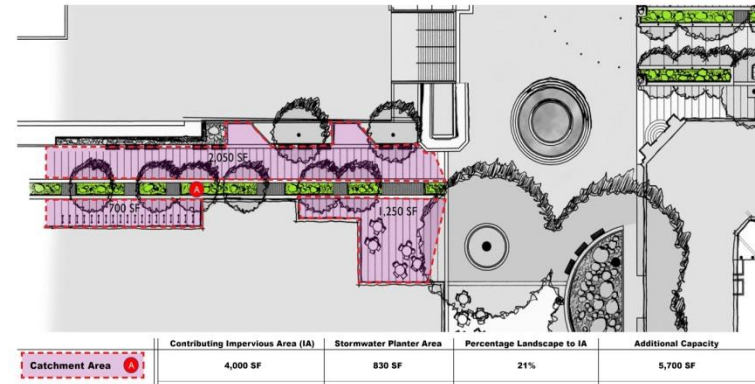 2,050 SF
A
700 SF
1,250 SF
Contributing Impervious Area (IA) Stormwater Planter Area Percentage Landscape to IA Additional Capacity
Catchment Area A 4,000 SF 830 SF 21% 5,700 SF